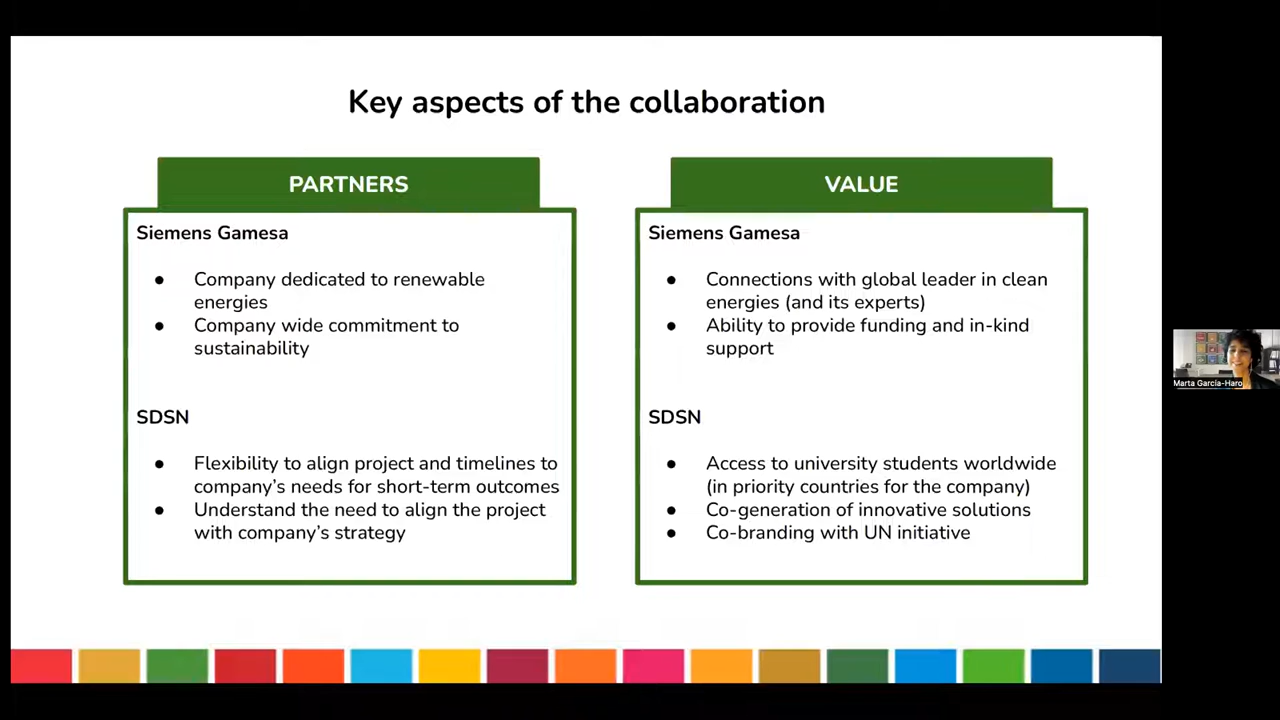 Key aspects of the collaboration
PARTNERS
Siemens Gamesa
● Company dedicated to renewable
energies
● Company wide commitment to
sustainability
SDSN
● Flexibility to align project and timelines to
company's needs for short-term outcomes
● Understand the need to align the project
with company's strategy
VALUE
Siemens Gamesa
● Connections with global leader in clean
energies (and its experts)
● Ability to provide funding and in-kind
support
SDSN
● Access to university students worldwide
(in priority countries for the company)
● Co-generation of innovative solutions
● Co-branding with UN initiative
Marta García-Haro